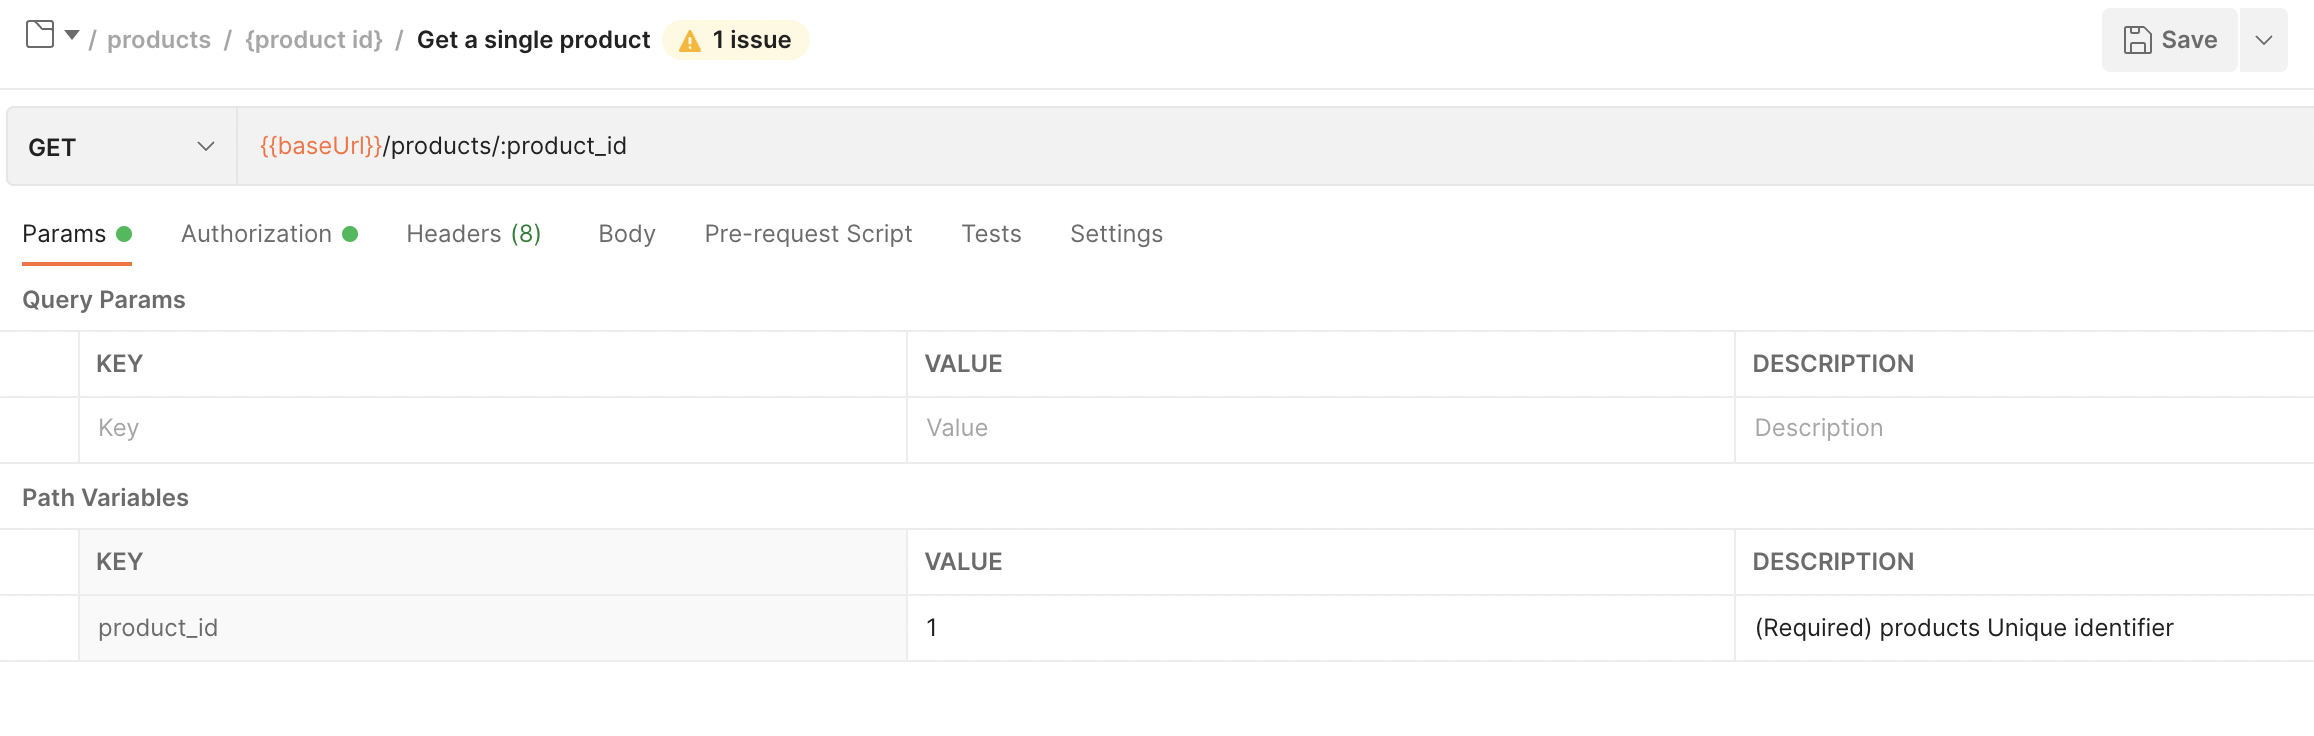 / products / {product id} / Get a single product 1 issue Save
GET {{baseUrl}}/products/:product_id
Params Authorization Headers (8) Body Pre-request Script Tests Settings
Query Params
KEY VALUE DESCRIPTION
Key Value Description
Path Variables
KEY VALUE DESCRIPTION
product_id 1 (Required) products Unique identifier